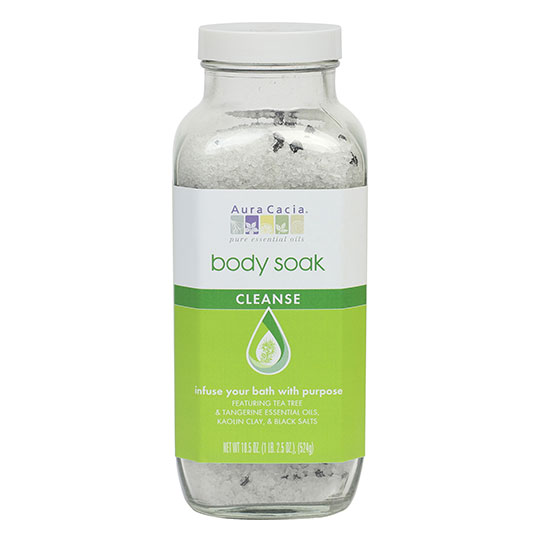 Aura Cacia®
pure essential oils
body soak
CLEANSE
infuse your bath with purpose
FEATURING TEA TREE
& TANGERINE ESSENTIAL OILS,
KAOLIN CLAY, & BLACK SALTS
NET WT 18.5 OZ. (1 LB. 2.5 OZ.), (524g)